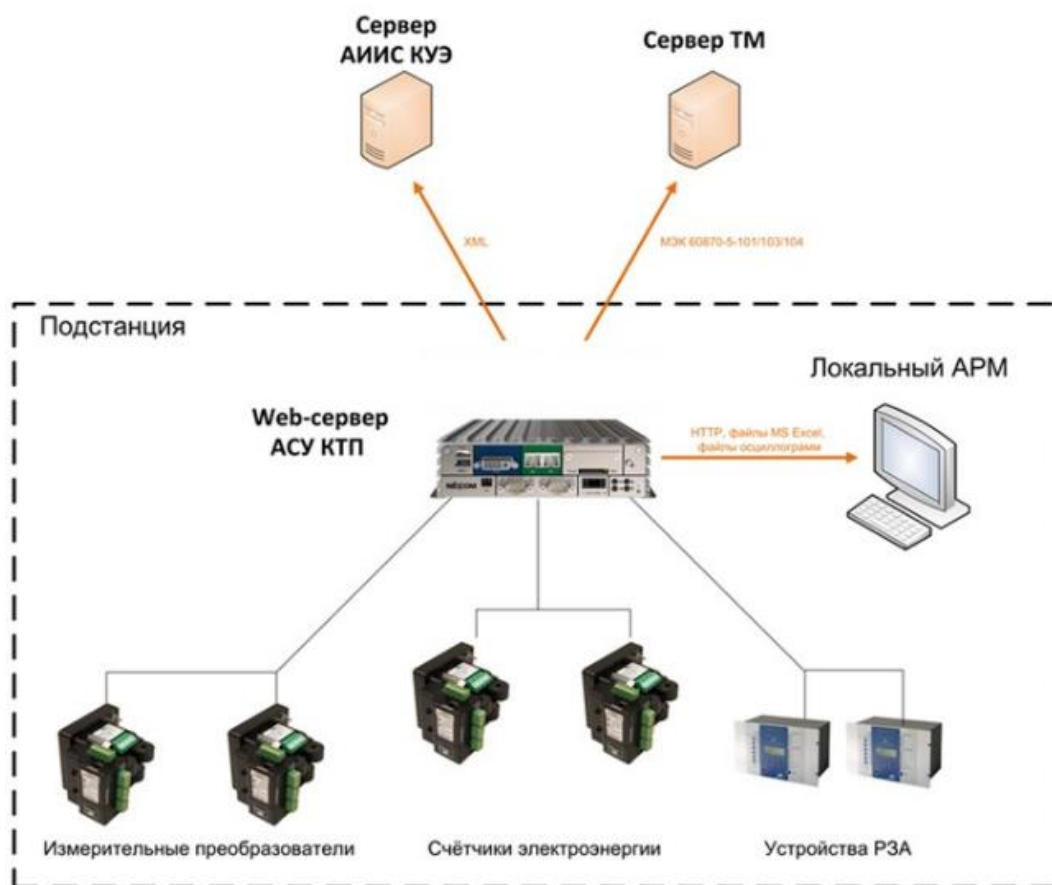 Сервер
АИИС КУЭ
Сервер ТМ
XML
МЭК 60870-5-101/103/104
Подстанция
Локальный АРМ
Web-сервер
АСУ КТП
HTTP, файлы MS Excel,
файлы осциллограмм
NEXCOM
Измерительные преобразователи
Счётчики электроэнергии
Устройства РЗА